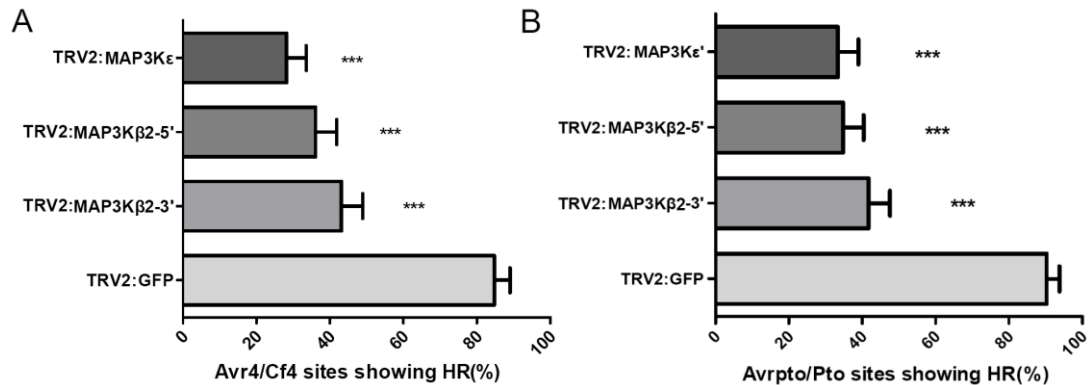 A
TRV2:MAP3Kε
***
TRV2:MAP3Kβ2-5'
***
TRV2:MAP3Kβ2-3'
***
TRV2:GFP
0 20 40 60 80 100
Avr4/Cf4 sites showing HR(%)
B
TRV2:MAP3Kε'
***
TRV2:MAP3Kβ2-5'
***
TRV2:MAP3Kβ2-3'
***
TRV2:GFP
0 20 40 60 80 100
Avrpto/Pto sites showing HR(%)